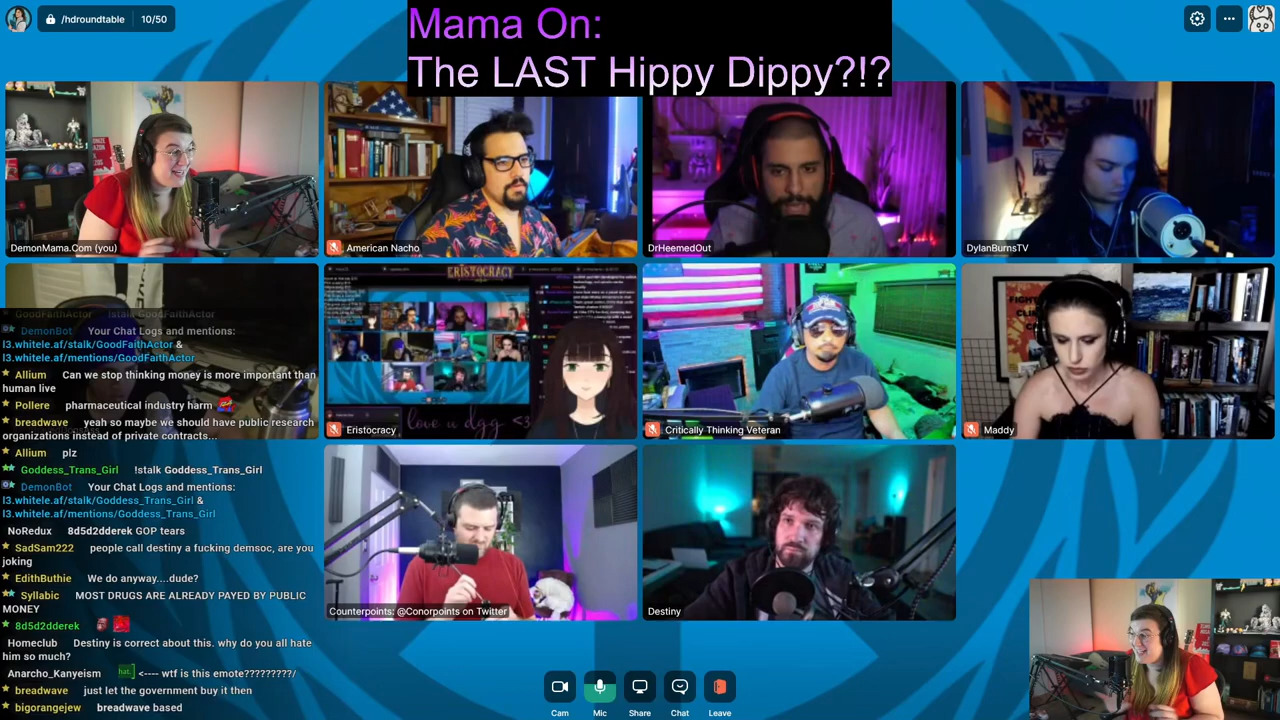 /hdroundtable
10/50
Mama On:
The LAST Hippy Dippy?!?
DemonMama.Com (you)
American Nacho
DrHeemedOut
DylanBurnsTV
ERISTOCRACY
love u dgg <3
Eristocracy
Critically Thinking Veteran
Maddy
Counterpoints: @Conorpoints on Twitter
Destiny
GoodFaithActor !stalk GoodFaithActor
DemonBot Your Chat Logs and mentions:
l3.whitele.af/stalk/GoodFaithActor &
l3.whitele.af/mentions/GoodFaithActor
Allium Can we stop thinking money is more important than
human live
Pollere pharmaceutical industry harm
breadwave yeah so maybe we should have public research
organizations instead of private contracts...
Allium plz
Goddess_Trans_Girl !stalk Goddess_Trans_Girl
DemonBot Your Chat Logs and mentions:
l3.whitele.af/stalk/Goddess_Trans_Girl &
l3.whitele.af/mentions/Goddess_Trans_Girl
NoRedux 8d5d2dderek GOP tears
SadSam222 people call destiny a fucking demsoc, are you
joking
EdithButhie We do anyway....dude?
Syllabic MOST DRUGS ARE ALREADY PAYED BY PUBLIC
MONEY
8d5d2dderek
Homeclub Destiny is correct about this. why do you all hate
him so much?
Anarcho_Kanyeism hat.] <---- wtf is this emote?????????/
breadwave just let the government buy it then
bigorangejew breadwave based
Cam
Mic
Share
Chat
Leave